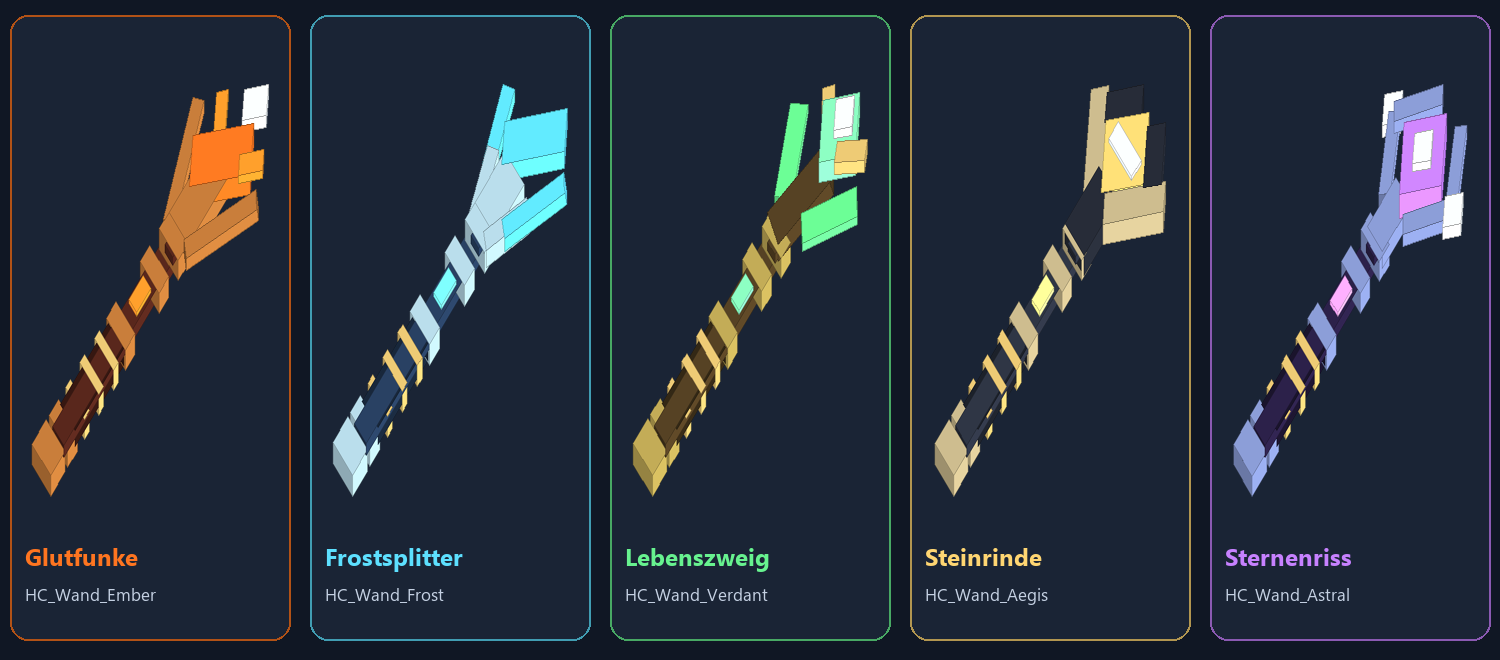 Glutfunke
HC_Wand_Ember
Frostsplitter
HC_Wand_Frost
Lebenszweig
HC_Wand_Verdant
Steinrinde
HC_Wand_Aegis
Sternenriss
HC_Wand_Astral